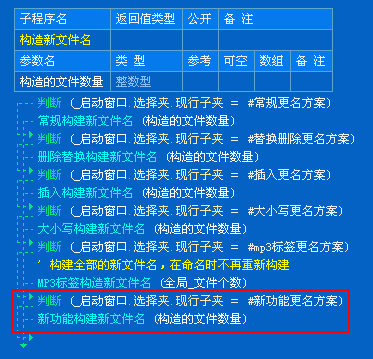 子程序名 返回值类型 公开 备 注
构造新文件名
参数名 类 型 参考 可空 数组 备 注
构造的文件数量 整数型
判断 (_启动窗口.选择夹.现行子夹 = #常规更名方案)
常规构建新文件名 (构造的文件数量)
判断 (_启动窗口.选择夹.现行子夹 = #替换删除更名方案)
删除替换构建新文件名 (构造的文件数量)
判断 (_启动窗口.选择夹.现行子夹 = #插入更名方案)
插入构建新文件名 (构造的文件数量)
判断 (_启动窗口.选择夹.现行子夹 = #大小写更名方案)
大小写构建新文件名 (构造的文件数量)
判断 (_启动窗口.选择夹.现行子夹 = #mp3标签更名方案)
' 构建全部的新文件名，在命名时不再重新构建
MP3标签构造新文件名 (全局_文件个数)
判断 (_启动窗口.选择夹.现行子夹 = #新功能更名方案)
新功能构建新文件名 (构造的文件数量)